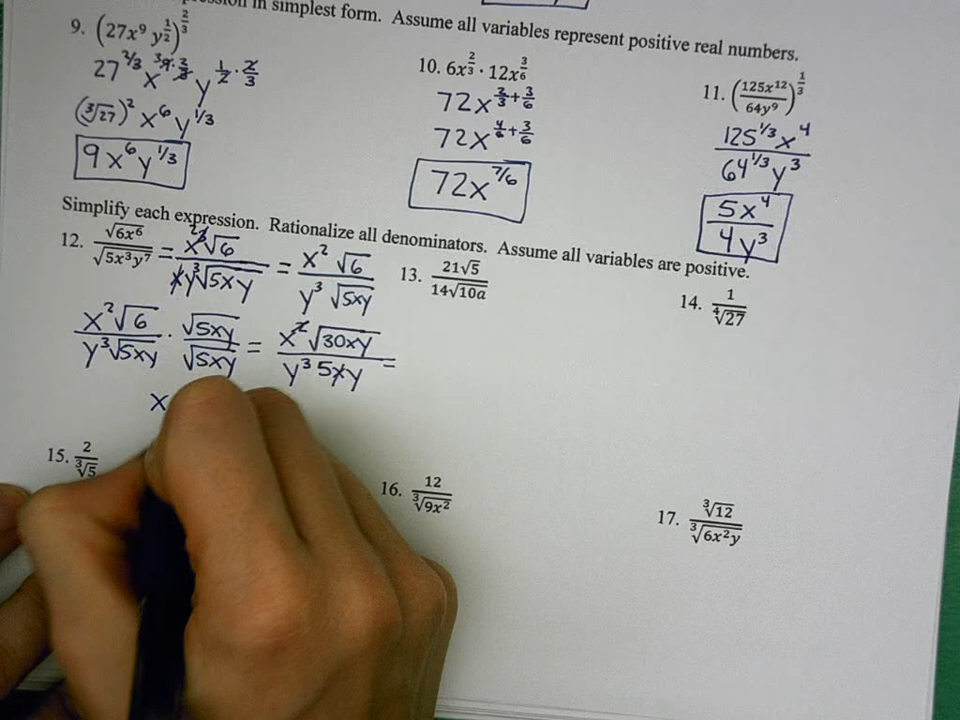 in simplest form. Assume all variables represent positive real numbers.
9. (27x⁹ y^(1/2))^(2/3)
27^(2/3) x^(9·2/3) y^(1/2 · 2/3)
(∛27)² x⁶ y^(1/3)
9x⁶y^(1/3)
10. 6x^(2/3) · 12x^(3/6)
72x^(2/3 + 3/6)
72x^(4/6 + 3/6)
72x^(7/6)
11. (125x¹²/64y⁹)^(1/3)
125^(1/3) x⁴ / 64^(1/3) y³
5x⁴ / 4y³
Simplify each expression. Rationalize all denominators. Assume all variables are positive.
12. √6x⁶ / √5x³y⁷ = x³√6 / xy³√5xy = x²√6 / y³√5xy
x²√6 / y³√5xy · √5xy / √5xy = x²√30xy / y³5xy =
x
13. 21√5 / 14√10a
14. 1 / ∜27
15. 2 / ∛5
16. 12 / ∛9x²
17. ∛12 / ∛6x²y